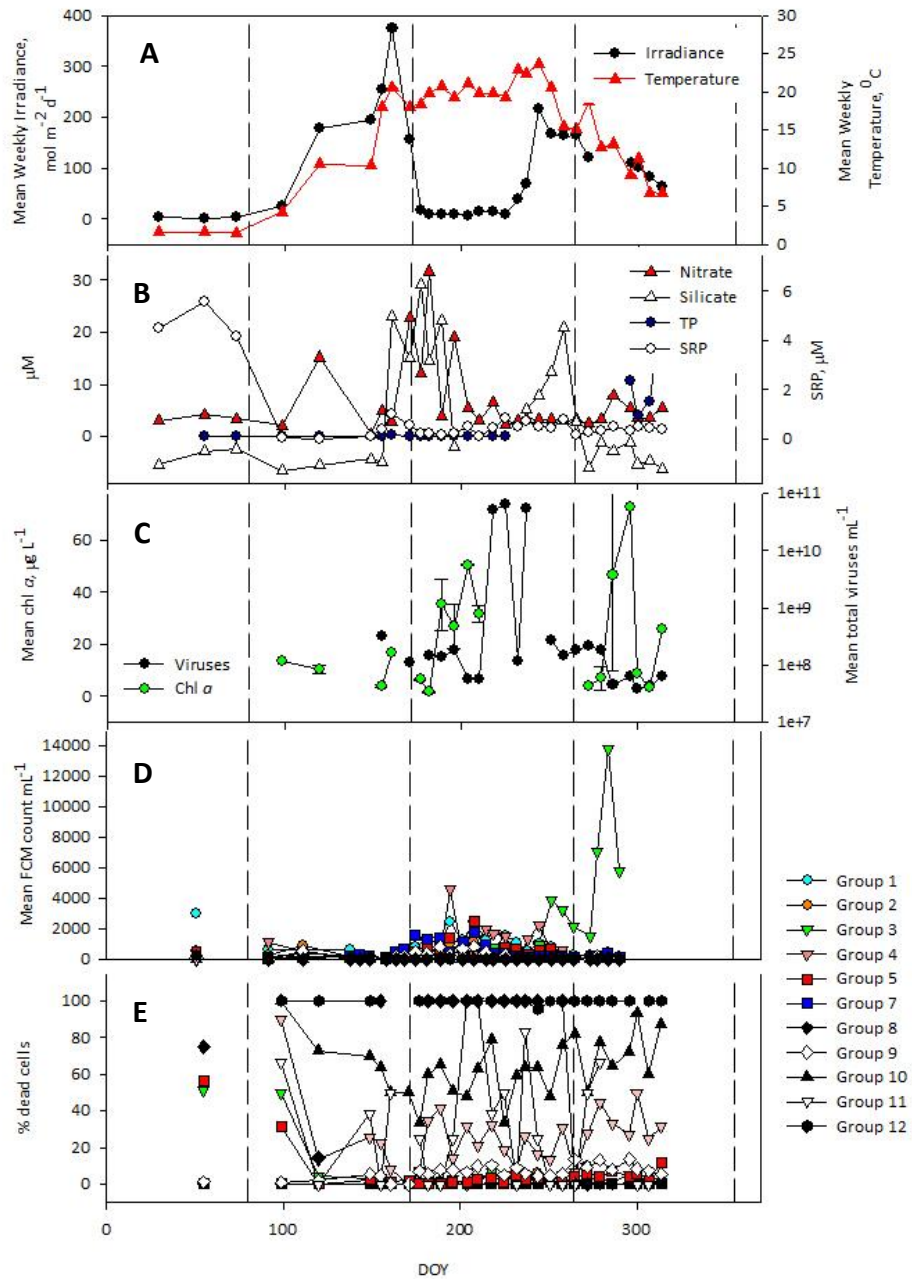 A
400
300
200
100
0
Mean Weekly Irradiance,
mol m⁻² d⁻¹
30
25
20
15
10
5
0
Mean Weekly
Temperature, ⁰C
Irradiance
Temperature
B
30
20
10
0
μM
6
4
2
0
SRP, μM
Nitrate
Silicate
TP
SRP
C
60
40
20
0
Mean chl a, μg L⁻¹
1e+11
1e+10
1e+9
1e+8
1e+7
Mean total viruses mL⁻¹
Viruses
Chl a
D
14000
12000
10000
8000
6000
4000
2000
0
Mean FCM count mL⁻¹
E
100
80
60
40
20
0
% dead cells
Group 1
Group 2
Group 3
Group 4
Group 5
Group 7
Group 8
Group 9
Group 10
Group 11
Group 12
0
100
200
300
DOY